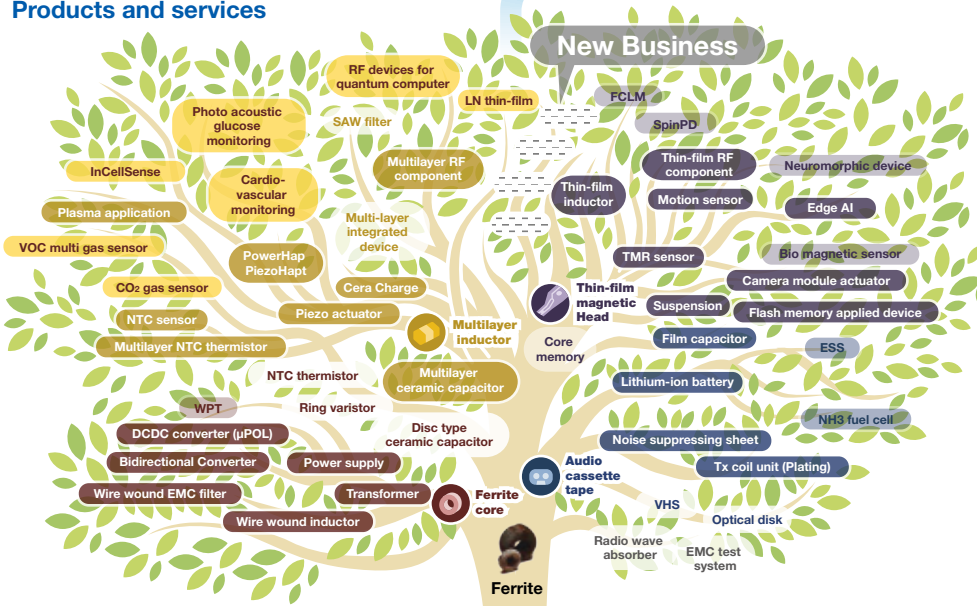 Products and services
New Business
RF devices for
quantum computer
LN thin-film
FCLM
Photo acoustic
glucose
monitoring
SAW filter
SpinPD
Multilayer RF
component
Thin-film RF
component
Neuromorphic device
InCellSense
Cardio-
vascular
monitoring
Thin-film
inductor
Motion sensor
Edge AI
Plasma application
Multi-layer
integrated
device
VOC multi gas sensor
PowerHap
PiezoHapt
TMR sensor
Bio magnetic sensor
CO2 gas sensor
Cera Charge
Thin-film
magnetic
Head
Camera module actuator
NTC sensor
Piezo actuator
Suspension
Flash memory applied device
Multilayer
inductor
Multilayer NTC thermistor
Core
memory
Film capacitor
ESS
NTC thermistor
Multilayer
ceramic capacitor
Lithium-ion battery
WPT
Ring varistor
NH3 fuel cell
DCDC converter (µPOL)
Disc type
ceramic capacitor
Noise suppressing sheet
Bidirectional Converter
Power supply
Audio
cassette
tape
Tx coil unit (Plating)
Wire wound EMC filter
Transformer
Ferrite
core
VHS
Wire wound inductor
Optical disk
Radio wave
absorber
EMC test
system
Ferrite